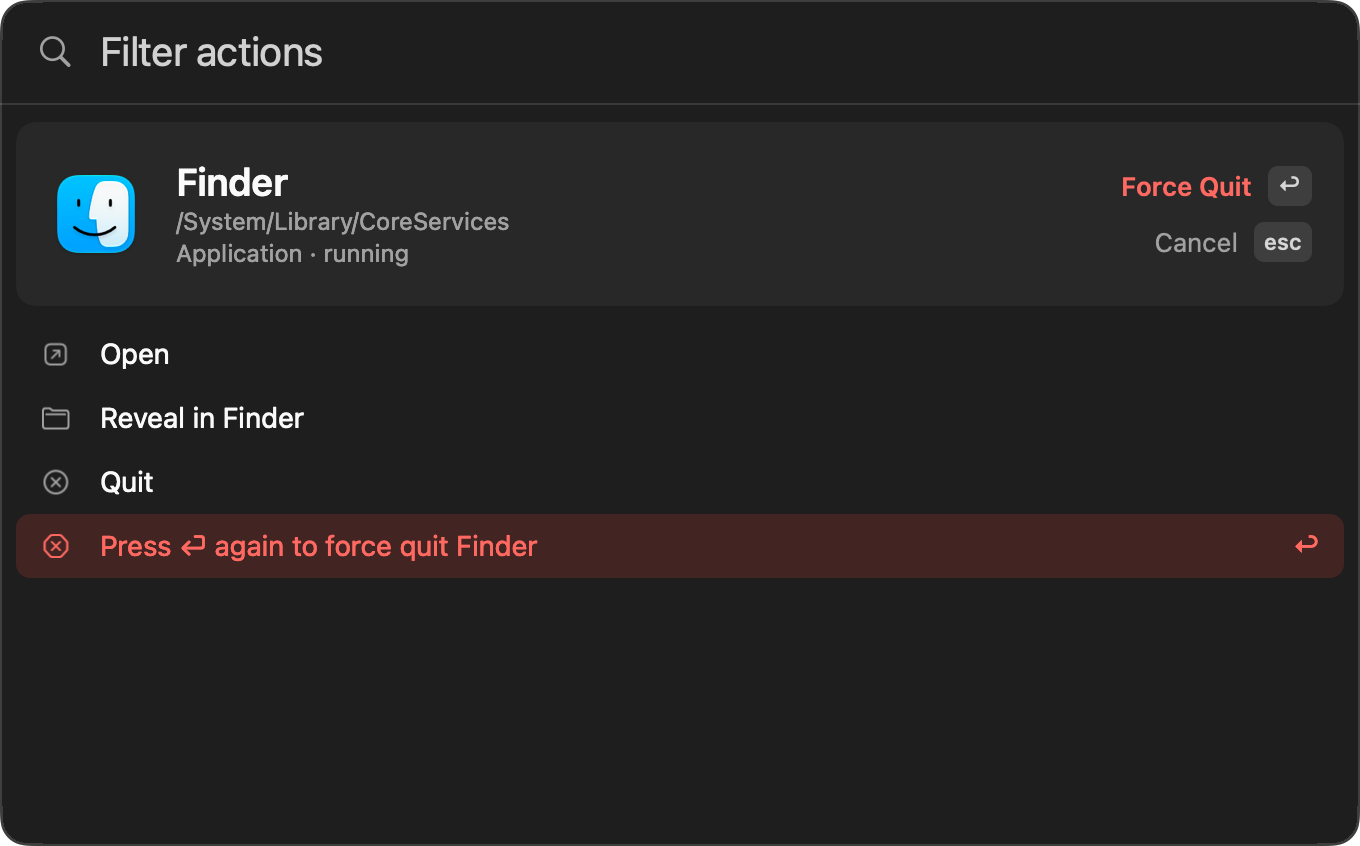 Filter actions
Finder
/System/Library/CoreServices
Application · running
Force Quit ↩
Cancel esc
Open
Reveal in Finder
Quit
Press ↩ again to force quit Finder ↩